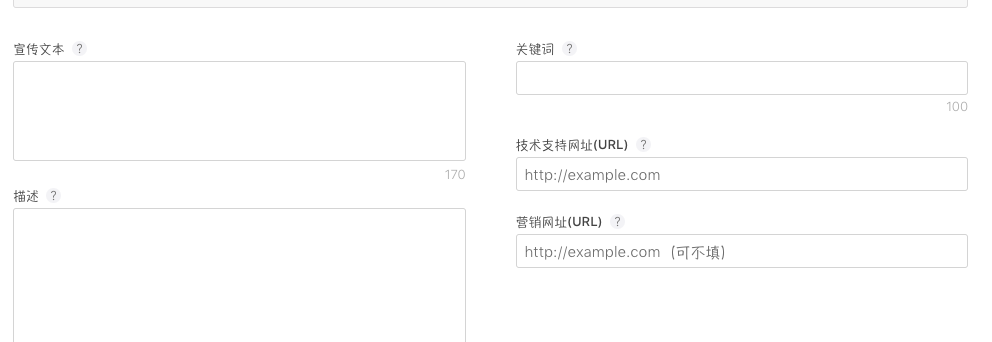 宣传文本 ?
170
描述 ?
关键词 ?
100
技术支持网址(URL) ?
http://example.com
营销网址(URL) ?
http://example.com（可不填）